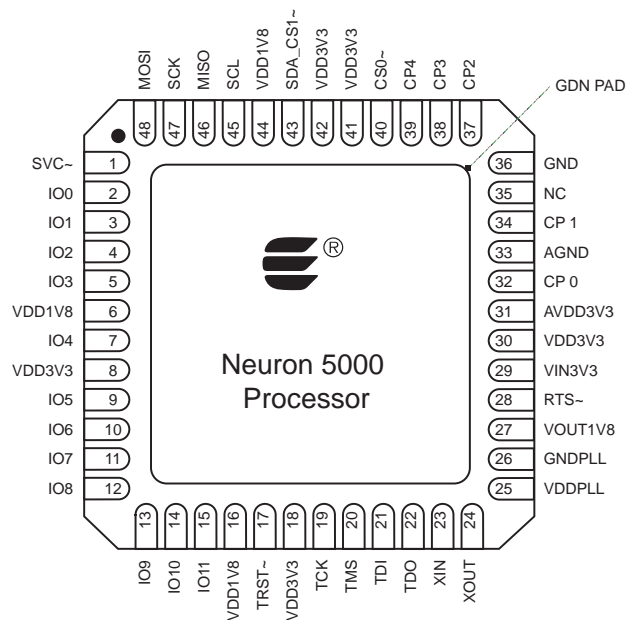 MOSI SCK MISO SCL VDD1V8 SDA_CS1~ VDD3V3 VDD3V3 CS0~ CP4 CP3 CP2
48 47 46 45 44 43 42 41 40 39 38 37
GDN PAD
SVC~ 1
IO0 2
IO1 3
IO2 4
IO3 5
VDD1V8 6
IO4 7
VDD3V3 8
IO5 9
IO6 10
IO7 11
IO8 12
®
Neuron 5000
Processor
36 GND
35 NC
34 CP 1
33 AGND
32 CP 0
31 AVDD3V3
30 VDD3V3
29 VIN3V3
28 RTS~
27 VOUT1V8
26 GNDPLL
25 VDDPLL
13 14 15 16 17 18 19 20 21 22 23 24
IO9 IO10 IO11 VDD1V8 TRST~ VDD3V3 TCK TMS TDI TDO XIN XOUT